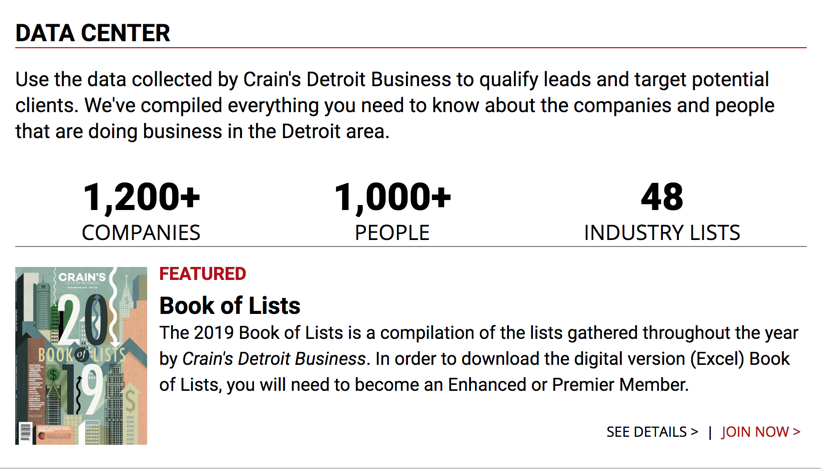 DATA CENTER
Use the data collected by Crain's Detroit Business to qualify leads and target potential
clients. We've compiled everything you need to know about the companies and people
that are doing business in the Detroit area.
1,200+ 1,000+ 48
COMPANIES PEOPLE INDUSTRY LISTS
CRAIN'S
20
BOOK of LISTS
19
FEATURED
Book of Lists
The 2019 Book of Lists is a compilation of the lists gathered throughout the year
by Crain's Detroit Business. In order to download the digital version (Excel) Book
of Lists, you will need to become an Enhanced or Premier Member.
SEE DETAILS > | JOIN NOW >